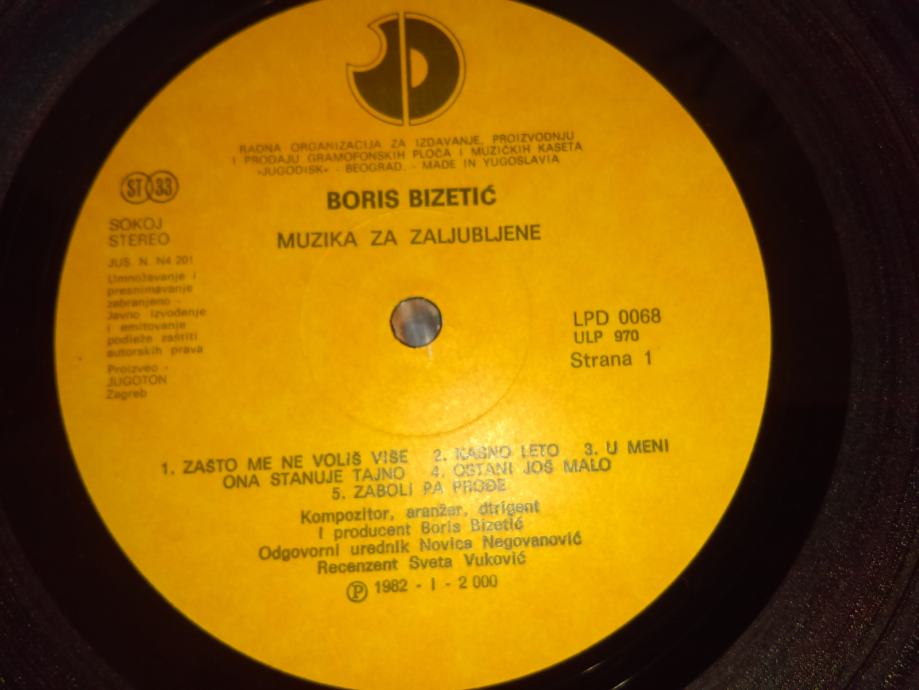 RADNA ORGANIZACIJA ZA IZDAVANJE, PROIZVODNJU
I PRODAJU GRAMOFONSKIH PLOČA I MUZIČKIH KASETA
»JUGODISK« - BEOGRAD. - MADE IN YUGOSLAVIA
BORIS BIZETIĆ
MUZIKA ZA ZALJUBLJENE
ST 33
SOKOJ
STEREO
JUS. N. N4 201
Umnožavanje i
presnimavanje
zabranjeno -
Javno izvođenje
i emitovanje
podleže zaštiti
autorskih prava
Proizveo -
JUGOTON
Zagreb
LPD 0068
ULP 970
Strana 1
1. ZAŠTO ME NE VOLIŠ VIŠE 2. KASNO LETO 3. U MENI
ONA STANUJE TAJNO 4. OSTANI JOŠ MALO
5. ZABOLI PA PROĐE
Kompozitor, aranžer, dirigent
i producent Boris Bizetić
Odgovorni urednik Novica Negovanović
Recenzent Sveta Vuković
Ⓟ 1982 - I - 2 000